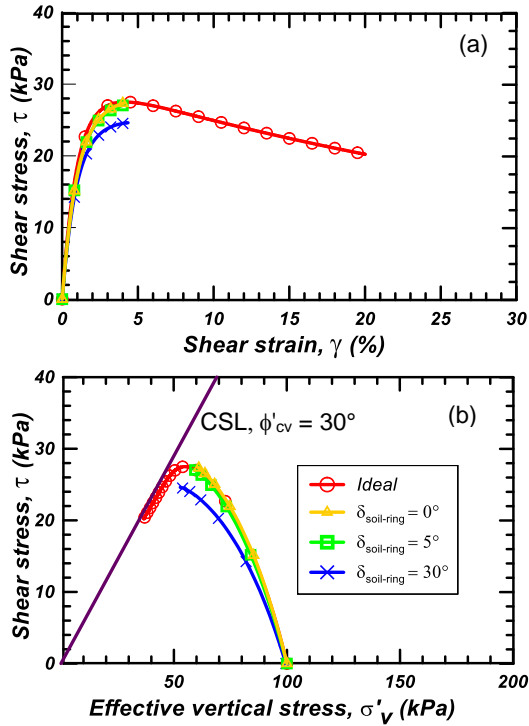 (a)
Shear stress, τ (kPa)
40
30
20
10
0
0 5 10 15 20 25 30
Shear strain, γ (%)
(b)
CSL, ϕ'cv = 30°
Shear stress, τ (kPa)
40
30
20
10
0
Ideal
δsoil-ring = 0°
δsoil-ring = 5°
δsoil-ring = 30°
50 100 150 200
Effective vertical stress, σ'v (kPa)